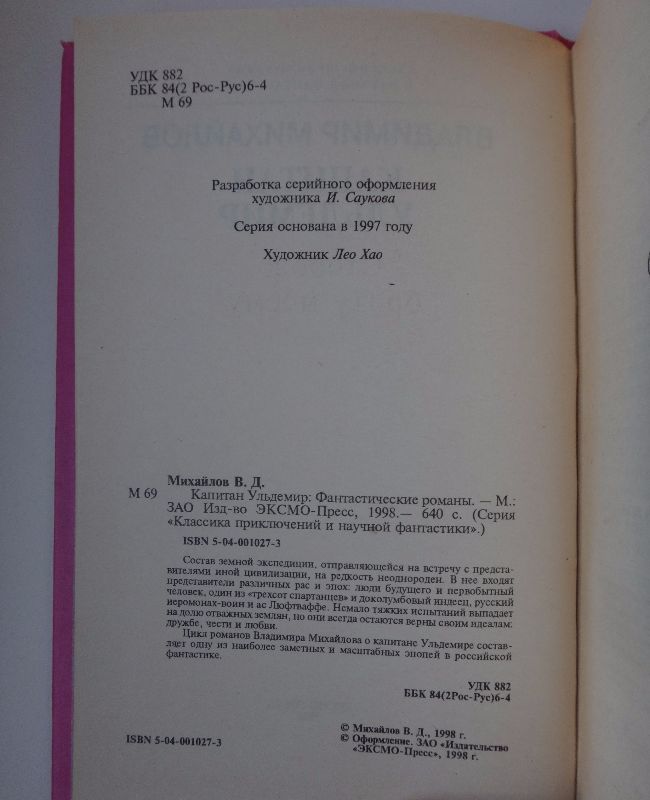 УДК 882
ББК 84(2 Рос-Рус)6-4
М 69
Разработка серийного оформления
художника И. Саукова
Серия основана в 1997 году
Художник Лео Хао
Михайлов В. Д.
М 69 Капитан Ульдемир: Фантастические романы. — М.:
ЗАО Изд-во ЭКСМО-Пресс, 1998.— 640 с. (Серия
«Классика приключений и научной фантастики».)
ISBN 5-04-001027-3
Состав земной экспедиции, отправляющейся на встречу с предста-
вителями иной цивилизации, на редкость неоднороден. В нее входят
представители различных рас и эпох: люди будущего и первобытный
человек, один из «трехсот спартанцев» и доколумбовый индеец, русский
иеромонах-воин и ас Люфтваффе. Немало тяжких испытаний выпадает
на долю отважных землян, но они всегда остаются верны своим идеалам:
дружбе, чести и любви.
Цикл романов Владимира Михайлова о капитане Ульдемире состав-
ляет одну из наиболее заметных и масштабных эпопей в российской
фантастике.
УДК 882
ББК 84(2Рос-Рус)6-4
ISBN 5-04-001027-3
© Михайлов В. Д., 1998 г.
© Оформление. ЗАО «Издательство
«ЭКСМО-Пресс», 1998 г.